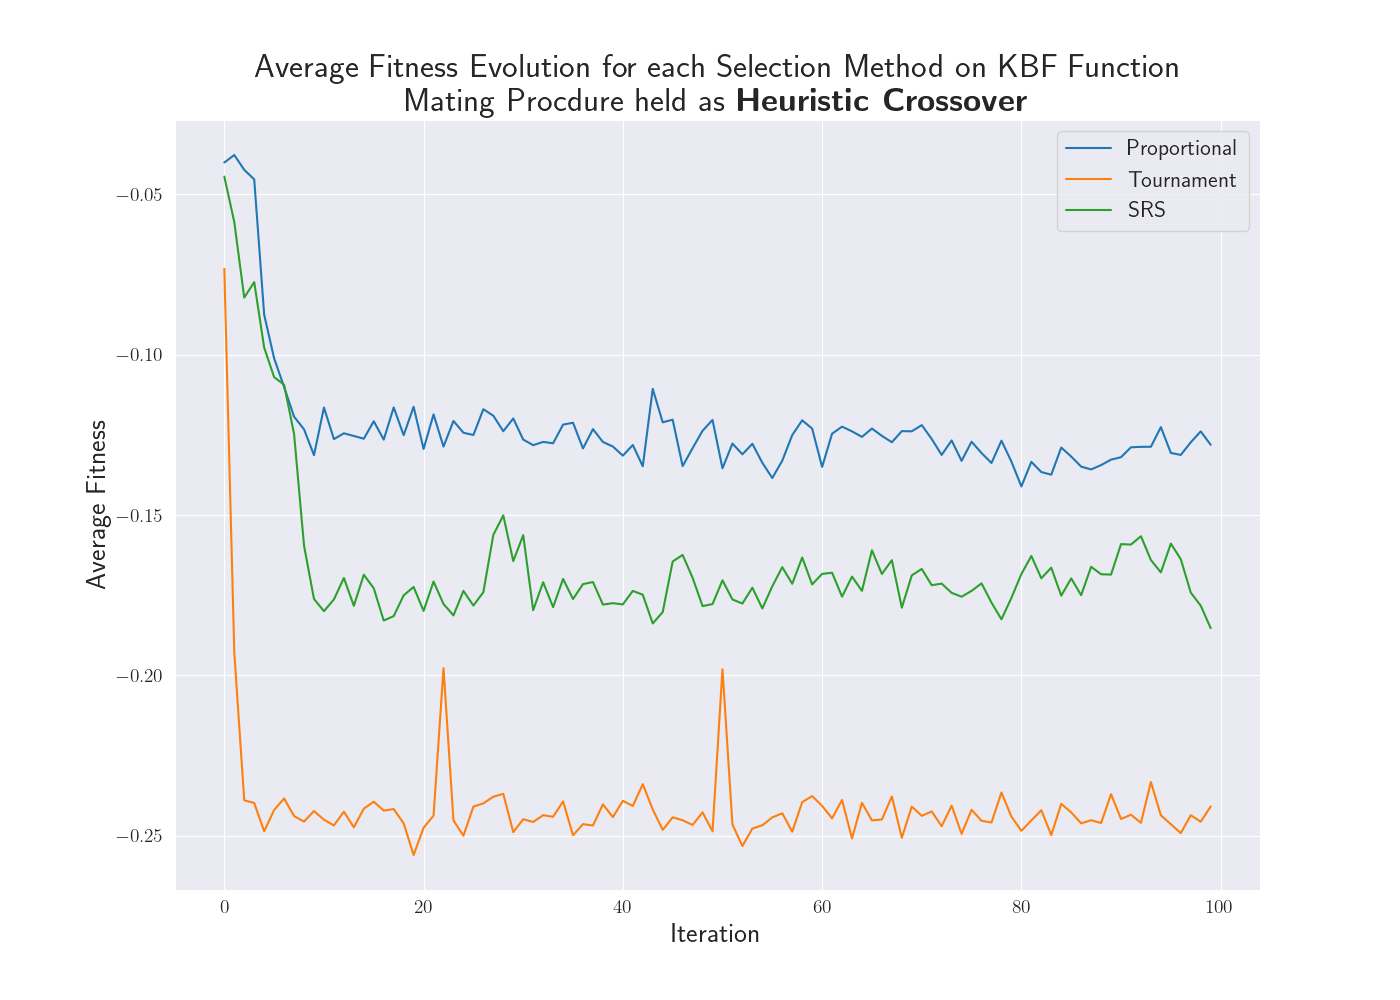 Average Fitness Evolution for each Selection Method on KBF Function
Mating Procdure held as Heuristic Crossover
Proportional
Tournament
SRS
Average Fitness
−0.05
−0.10
−0.15
−0.20
−0.25
0 20 40 60 80 100
Iteration